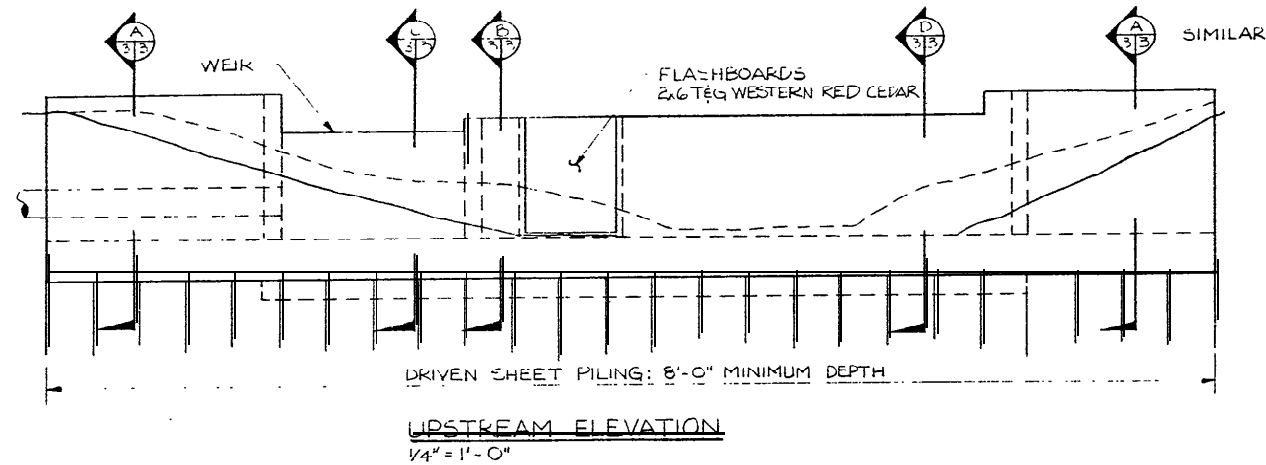 A
3 3
C
3 3
B
3 3
D
3 3
A
3 3
SIMILAR
WEIR
FLASHBOARDS
2x6 T&G WESTERN RED CEDAR
DRIVEN SHEET PILING: 8'-0" MINIMUM DEPTH
UPSTREAM ELEVATION
1/4" = 1'-0"